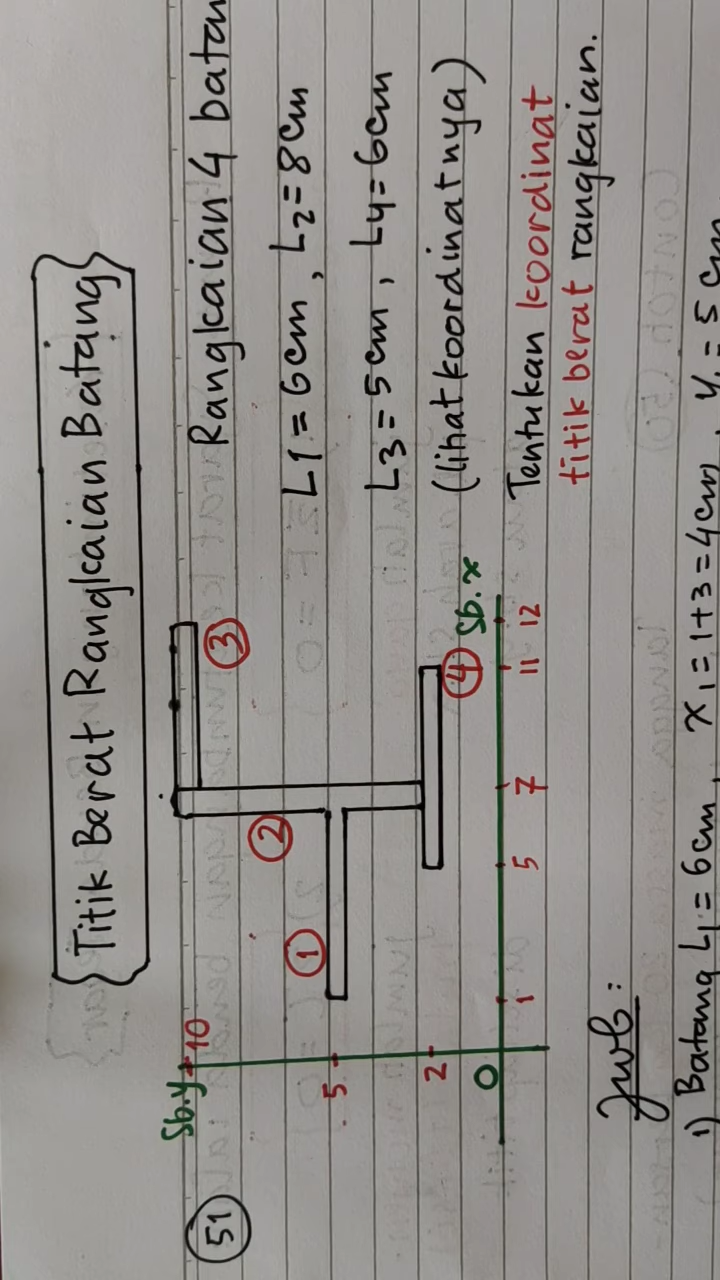 {Titik Berat Rangkaian Batang}
51
Sb.y
10
5
2
0
1
5
7
11
12
Sb.x
1
2
3
4
Rangkaian 4 batan
L1 = 6cm, L2 = 8cm
L3 = 5cm, L4 = 6cm
(lihat koordinatnya)
Tentukan koordinat
titik berat rangkaian.
Jwb:
1) Batang L1 = 6cm, x1 = 1+3 = 4cm, y1 = 5 cm